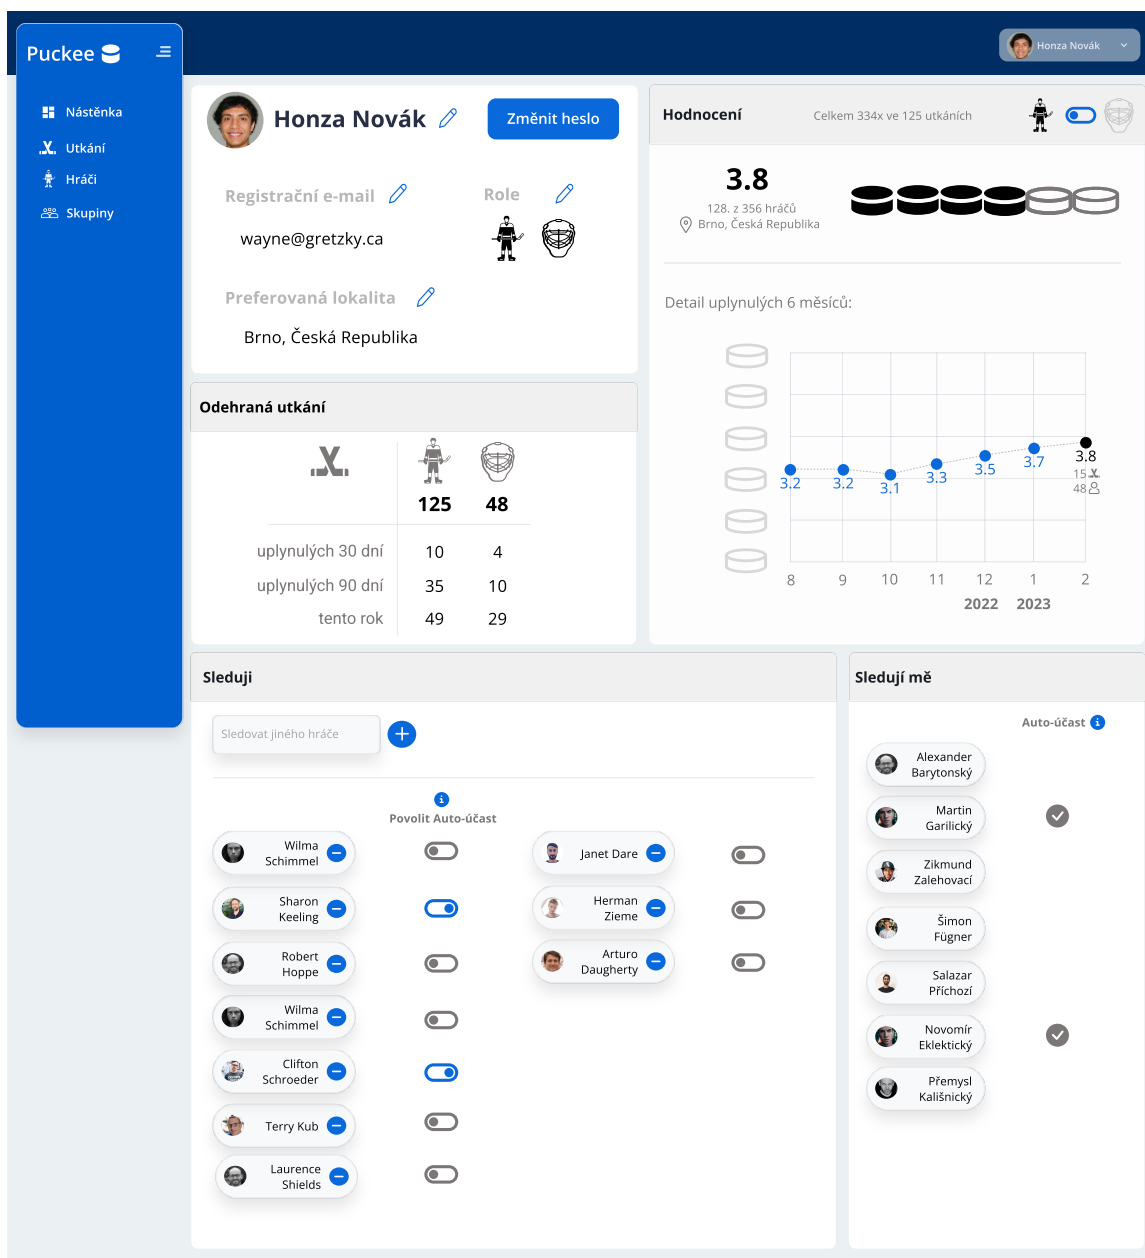 Puckee
Honza Novák
Nástěnka
Utkání
Hráči
Skupiny
Honza Novák
Změnit heslo
Registrační e-mail
Role
wayne@gretzky.ca
Preferovaná lokalita
Brno, Česká Republika
Hodnocení
Celkem 334x ve 125 utkáních
3.8
128. z 356 hráčů
Brno, Česká Republika
Detail uplynulých 6 měsíců:
3.2
3.2
3.1
3.3
3.5
3.7
3.8
15
48
8 9 10 11 12 1 2
2022 2023
Odehraná utkání
125 48
uplynulých 30 dní 10 4
uplynulých 90 dní 35 10
tento rok 49 29
Sleduji
Sledovat jiného hráče
Povolit Auto-účast
Wilma
Schimmel
Sharon
Keeling
Robert
Hoppe
Wilma
Schimmel
Clifton
Schroeder
Terry Kub
Laurence
Shields
Janet Dare
Herman
Zieme
Arturo
Daugherty
Sledují mě
Auto-účast
Alexander
Barytonský
Martin
Garilický
Zikmund
Zalehovací
Šimon
Fügner
Salazar
Příchozí
Novomír
Eklektický
Přemysl
Kališnický